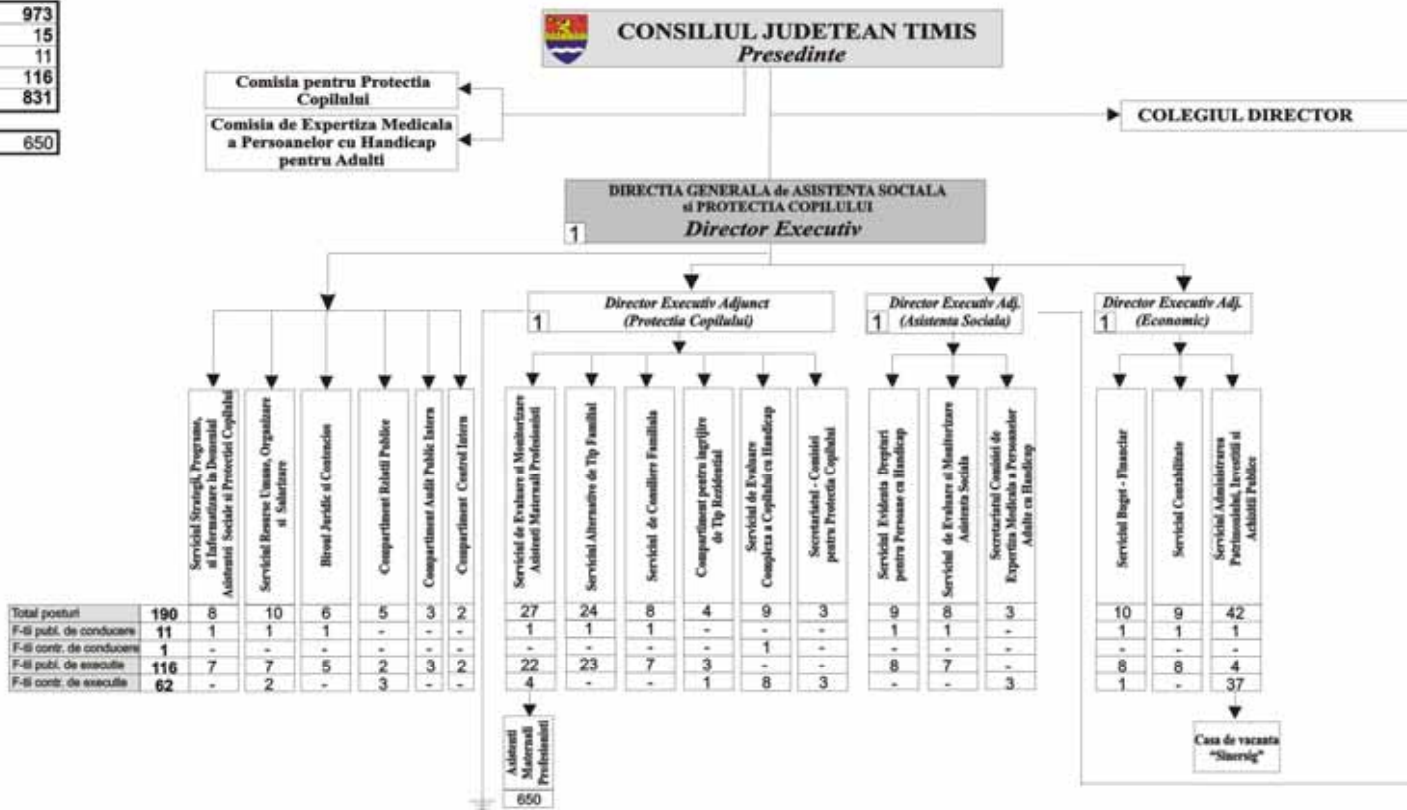 973
15
11
116
831
650
CONSILIUL JUDETEAN TIMIS
Presedinte
Comisia pentru Protectia
Copilului
Comisia de Expertiza Medicala
a Persoanelor cu Handicap
pentru Adulti
COLEGIUL DIRECTOR
DIRECTIA GENERALA de ASISTENTA SOCIALA
si PROTECTIA COPILULUI
1 Director Executiv
Director Executiv Adjunct
1 (Protectia Copilului)
Director Executiv Adj.
1 (Asistenta Sociala)
Director Executiv Adj.
1 (Economic)
Serviciul Strategii, Programe,
si Informatizare in Domeniul
Asistentei Sociale si Protectiei Copilului
Serviciul Resurse Umane, Organizare
si Salarizare
Biroul Juridic si Contencios
Compartiment Relatii Publice
Compartiment Audit Public Intern
Compartiment Control Intern
Serviciul de Evaluare si Monitorizare
Asistenti Maternali Profesionisti
Serviciul Alternative de Tip Familial
Serviciul de Consiliere Familiala
Compartiment pentru ingrijire
de Tip Rezidential
Serviciul de Evaluare
Complexa a Copilului cu Handicap
Secretariatul - Comisiei
pentru Protectia Copilului
Serviciul Evidenta Drepturi
pentru Persoane cu Handicap
Serviciul de Evaluare si Monitorizare
Asistenta Sociala
Secretariatul Comisiei de
Expertiza Medicala a Persoanelor
Adulte cu Handicap
Serviciul Buget - Financiar
Serviciul Contabilitate
Serviciul Administrarea
Patrimoniului, Investitii si
Achizitii Publice
Total posturi 190 8 10 6 5 3 2 27 24 8 4 9 3 9 8 3 10 9 42
F-tii publ. de conducere 11 1 1 1 - - - 1 1 1 - - - 1 1 - 1 1 1
F-tii contr. de conducere 1 - - - - - - - - - - 1 - - - - - - -
F-tii publ. de executie 116 7 7 5 2 3 2 22 23 7 3 - - 8 7 - 8 8 4
F-tii contr. de executie 62 - 2 - 3 - - 4 - - 1 8 3 - - 3 1 - 37
Asistenti
Maternali
Profesionisti
650
Casa de vacanta
"Sinersig"